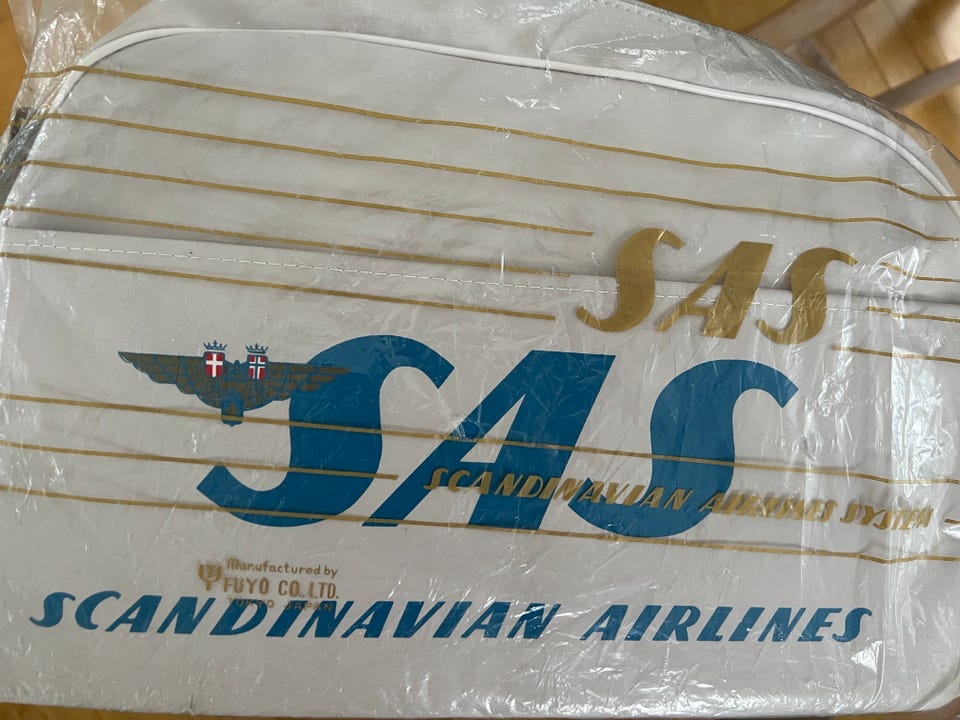 SAS
SAS
SCANDINAVIAN AIRLINES SYSTEM
Manufactured by
FUYO CO., LTD.
TOKYO JAPAN
SCANDINAVIAN AIRLINES